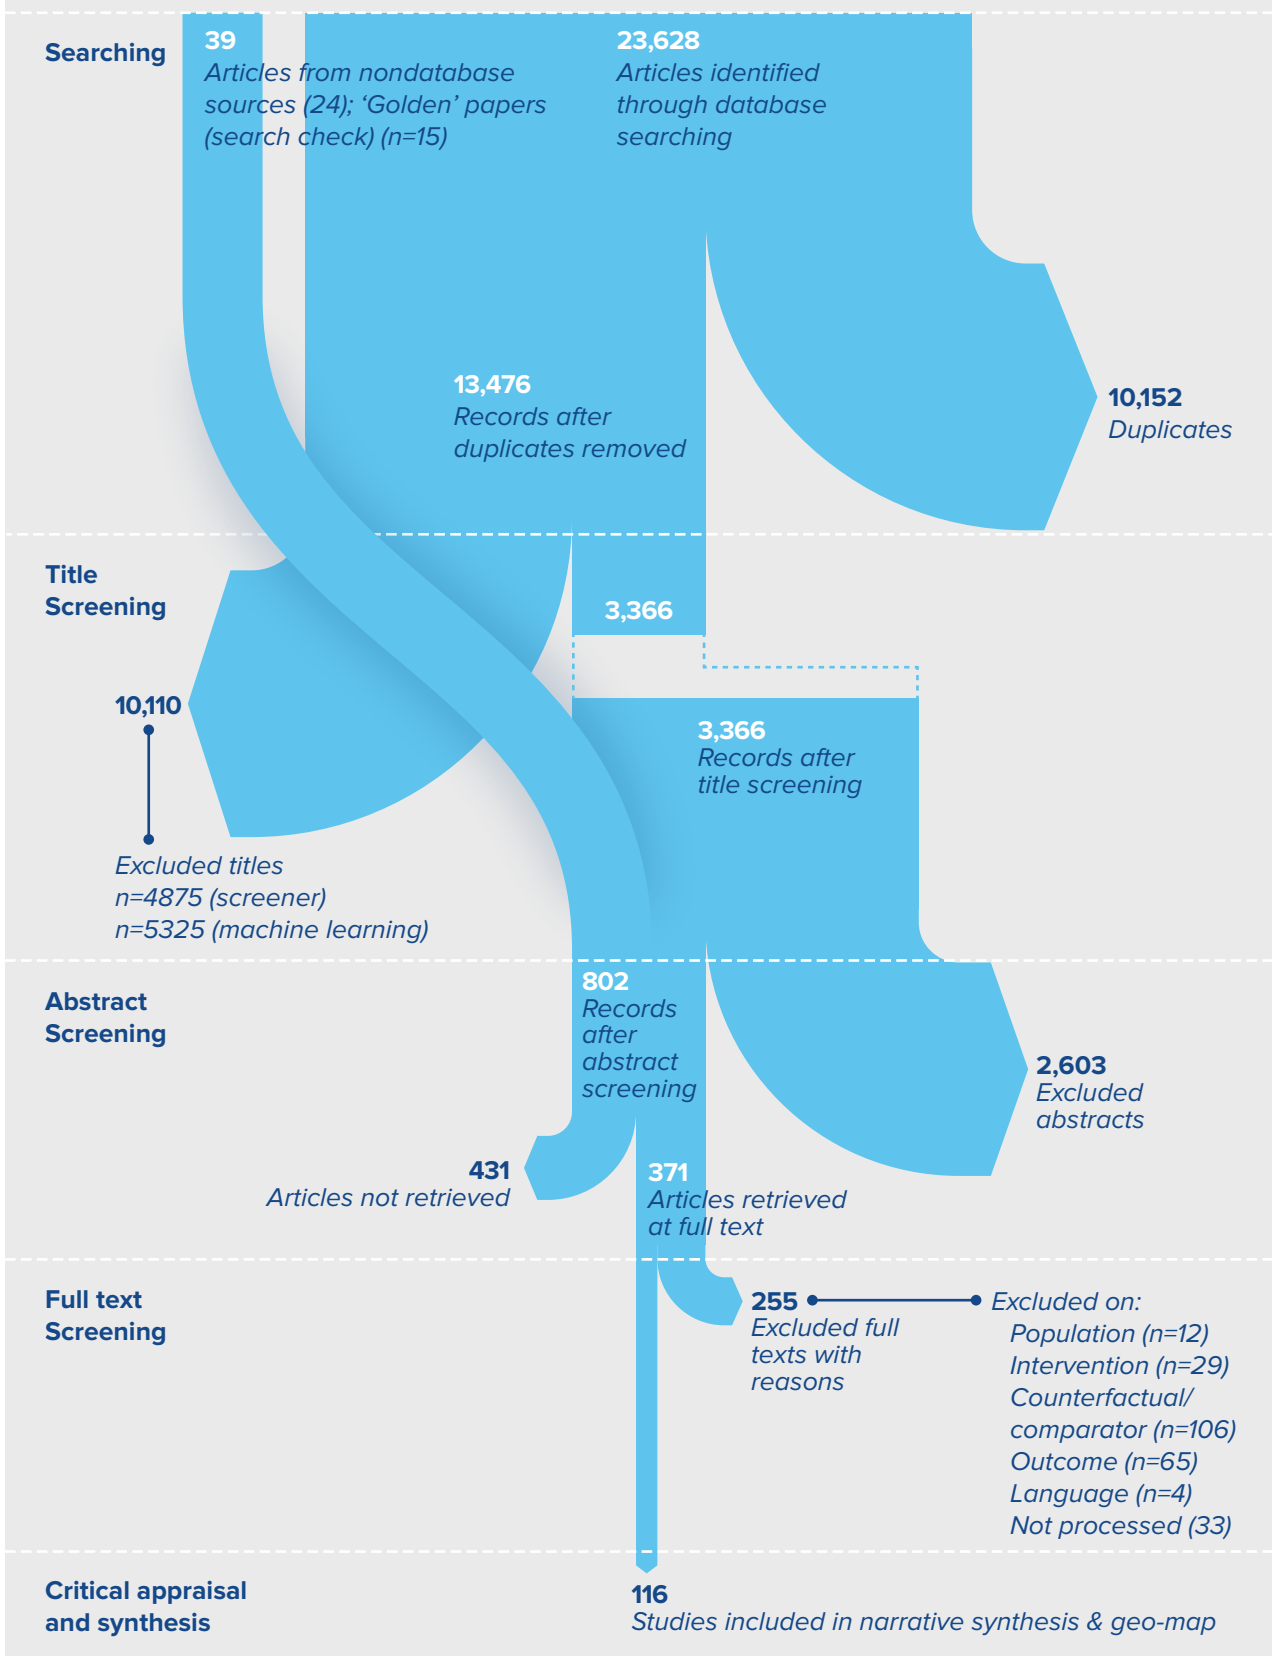 Searching
39
Articles from nondatabase
sources (24); ‘Golden’ papers
(search check) (n=15)
23,628
Articles identified
through database
searching
13,476
Records after
duplicates removed
10,152
Duplicates
Title
Screening
3,366
10,110
Excluded titles
n=4875 (screener)
n=5325 (machine learning)
3,366
Records after
title screening
Abstract
Screening
802
Records
after
abstract
screening
2,603
Excluded
abstracts
431
Articles not retrieved
371
Articles retrieved
at full text
Full text
Screening
255
Excluded full
texts with
reasons
Excluded on:
Population (n=12)
Intervention (n=29)
Counterfactual/
comparator (n=106)
Outcome (n=65)
Language (n=4)
Not processed (33)
Critical appraisal
and synthesis
116
Studies included in narrative synthesis & geo-map